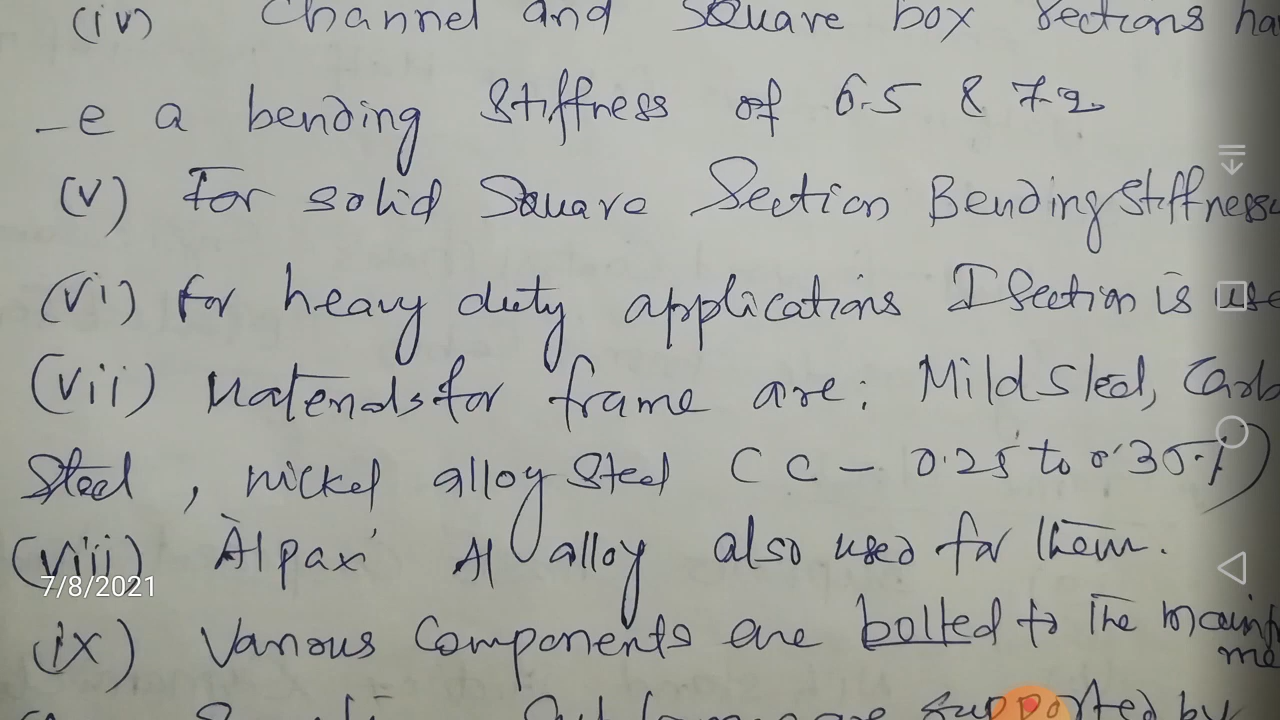 (iv) Channel and Square box sections ha
-e a bending stiffness of 6.5 & 7.2
(v) For solid Square Section Bending stiffness
(vi) for heavy duty applications I Section is use
(vii) Materials for frame are: Mild Steel, Carb
Steel, nickel alloy steel (C - 0.25 to 0.35%)
(viii) 'Alpax' Al alloy also used for them.
7/8/2021
(ix) Various Components are bolted to the main f
me
are supported by